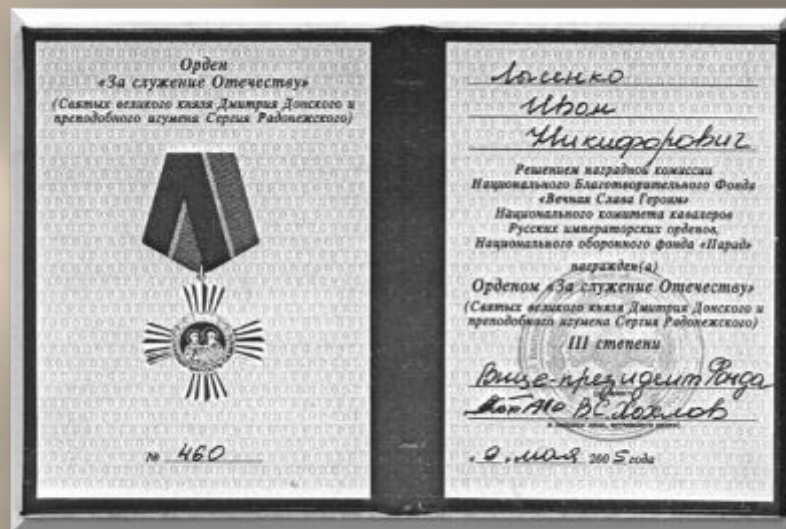 Орден
«За служение Отечеству»
(Святых великого князя Дмитрия Донского и
преподобного игумена Сергия Радонежского)
№ 460
Лысенко
Никифорович
Решением наградной комиссии
Национального Благотворительного Фонда
«Вечная Слава Героям»
Национального комитета кавалеров
Русских императорских орденов,
Национального оборонного фонда «Парад»
награжден(а)
Орденом «За служение Отечеству»
(Святых великого князя Дмитрия Донского и
преподобного игумена Сергия Радонежского)
III степени
Вице-президент Фонда
В.С. Хохлов
«9» мая 2005 года